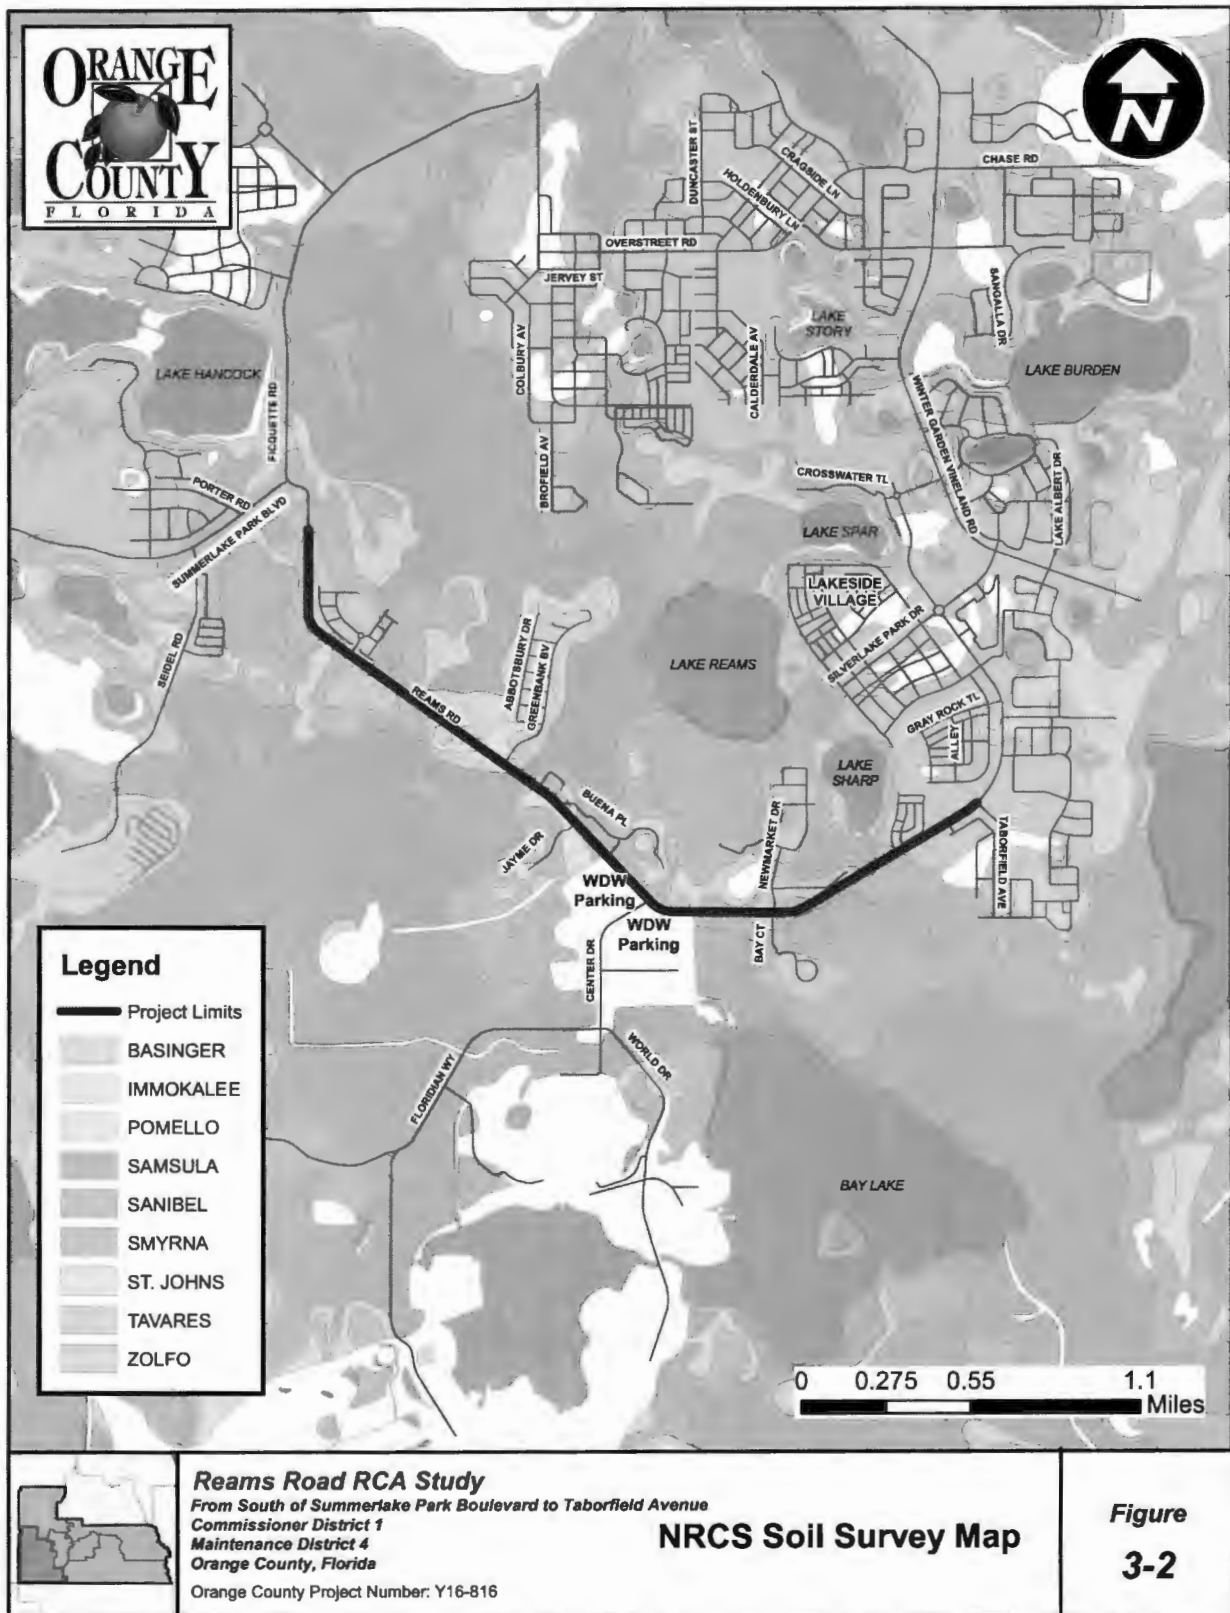 ORANGE
COUNTY
FLORIDA
N
CHASE RD
DUNCASTER ST
CRAGSIDE LN
HOLDENBURY LN
OVERSTREET RD
JERVEY ST
SANGALLA DR
LAKE
STORY
LAKE HANCOCK
FICQUETTE RD
COLBURY AV
CALDERDALE AV
LAKE BURDEN
WINTER GARDEN VINELAND RD
BROFIELD AV
CROSSWATER TL
LAKE ALBERT DR
PORTER RD
SUMMERLAKE PARK BLVD
LAKE SPAR
LAKESIDE
VILLAGE
SEIDEL RD
ABBOTSBURY DR
GREENBANK BV
LAKE REAMS
SILVERLAKE PARK DR
REAMS RD
GRAY ROCK TL
ALLEY
LAKE
SHARP
BUENA PL
JAYME DR
NEWMARKET DR
TABORFIELD AVE
WDW
Parking
WDW
Parking
CENTER DR
BAY CT
WORLD DR
FLORIDIAN WY
BAY LAKE
Legend
Project Limits
BASINGER
IMMOKALEE
POMELLO
SAMSULA
SANIBEL
SMYRNA
ST. JOHNS
TAVARES
ZOLFO
0 0.275 0.55 1.1
Miles
Reams Road RCA Study
From South of Summerlake Park Boulevard to Taborfield Avenue
Commissioner District 1
Maintenance District 4
Orange County, Florida
Orange County Project Number: Y16-816
NRCS Soil Survey Map
Figure
3-2